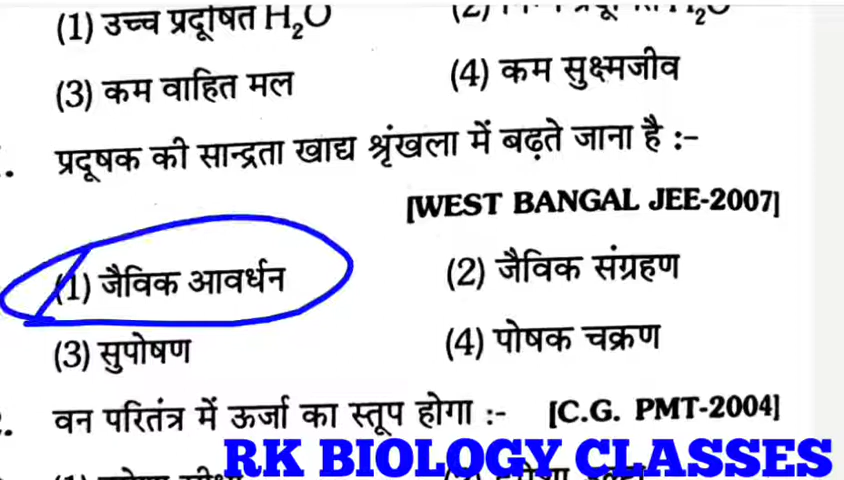 (1) उच्च प्रदूषित H₂O
(2)
(3) कम वाहित मल
(4) कम सुक्ष्मजीव
प्रदूषक की सान्द्रता खाद्य श्रृंखला में बढ़ते जाना है :-
[WEST BANGAL JEE-2007]
(1) जैविक आवर्धन
(2) जैविक संग्रहण
(3) सुपोषण
(4) पोषक चक्रण
वन परितंत्र में ऊर्जा का स्तूप होगा :- [C.G. PMT-2004]
RK BIOLOGY CLASSES